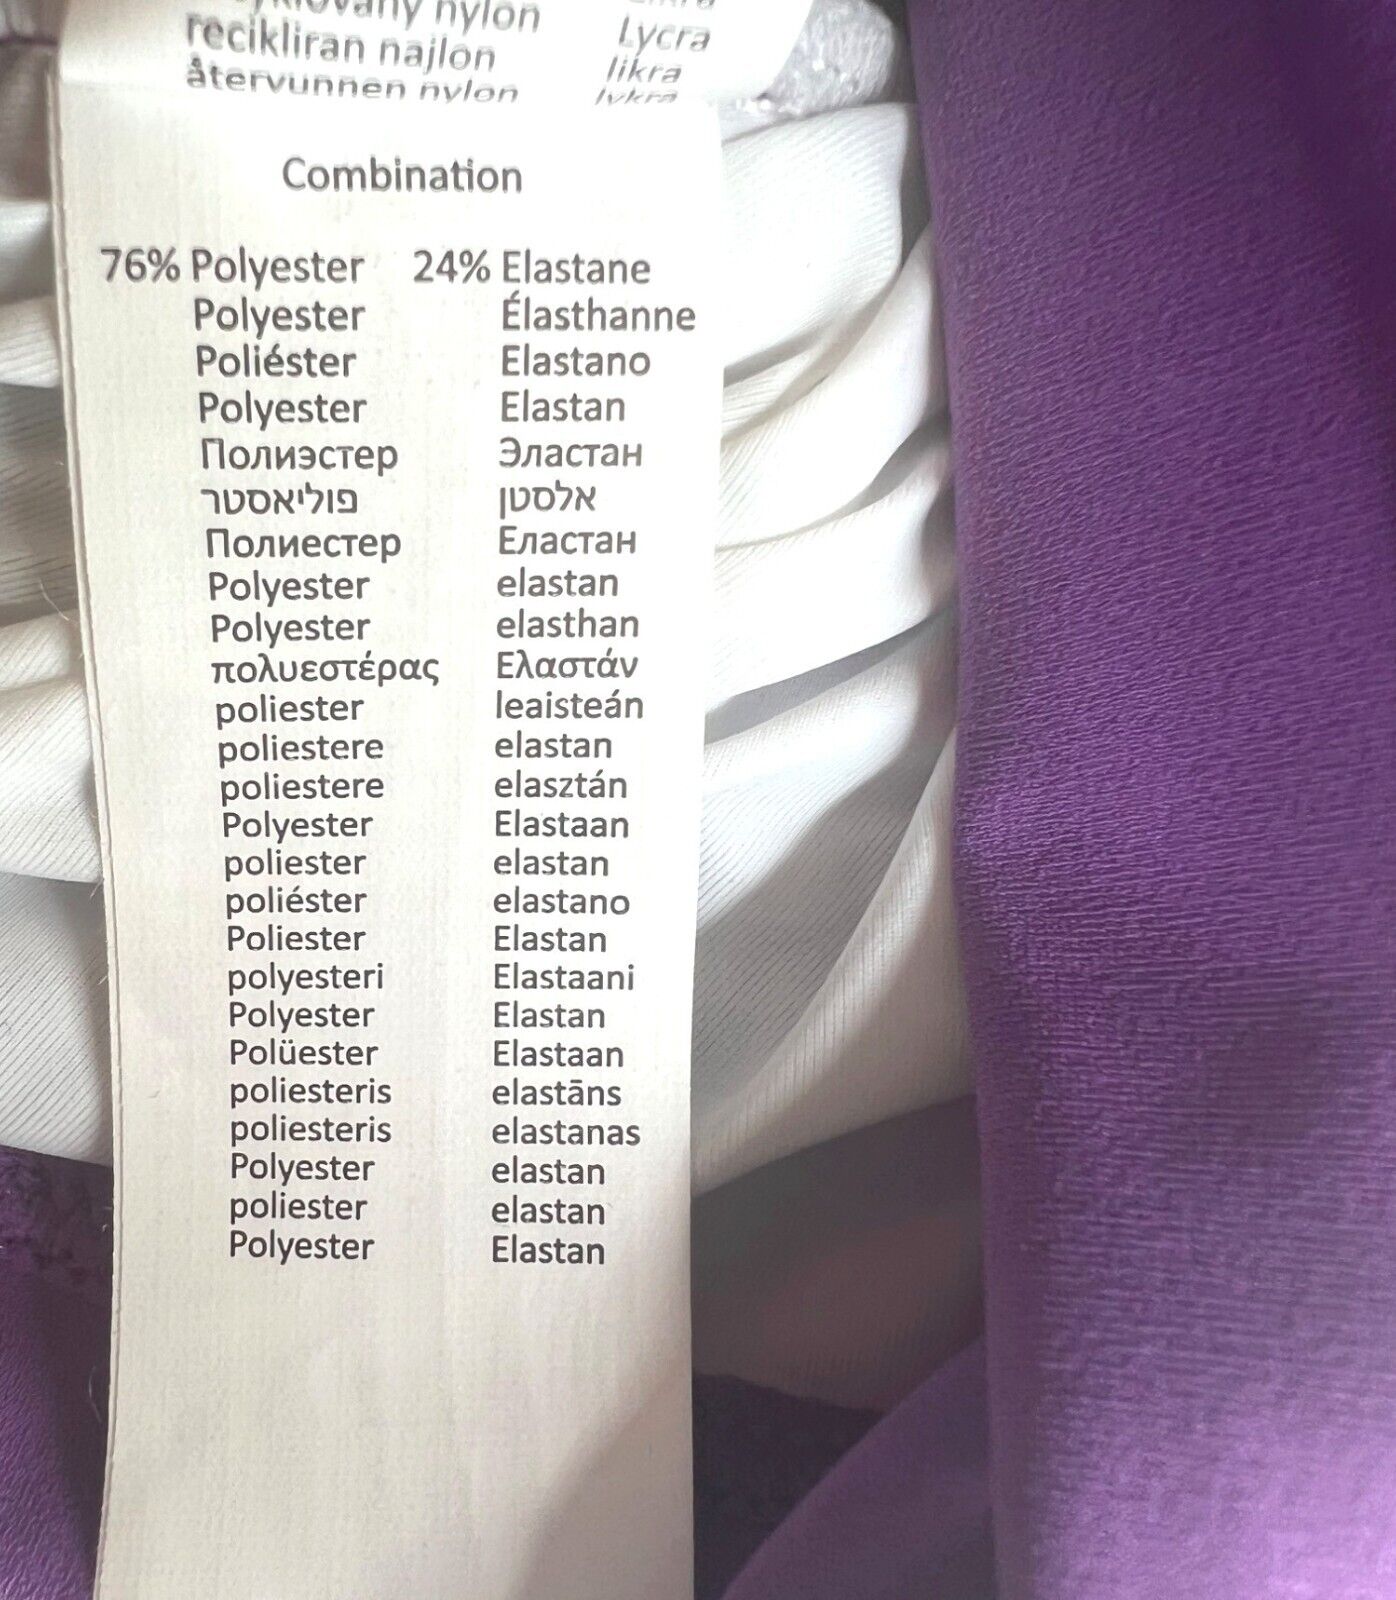 nylon
recikliran najlon Lycra
återvunnen nylon likra
lykra
Combination
76% Polyester 24% Elastane
Polyester Élasthanne
Poliéster Elastano
Polyester Elastan
Полиэстер Эластан
פוליאסטר אלסטן
Полиестер Еластан
Polyester elastan
Polyester elasthan
πολυεστέρας Ελαστάν
poliester leaisteán
poliestere elastan
poliestere elasztán
Polyester Elastaan
poliester elastan
poliéster elastano
Poliester Elastan
polyesteri Elastaani
Polyester Elastan
Polüester Elastaan
poliesteris elastāns
poliesteris elastanas
Polyester elastan
poliester elastan
Polyester Elastan